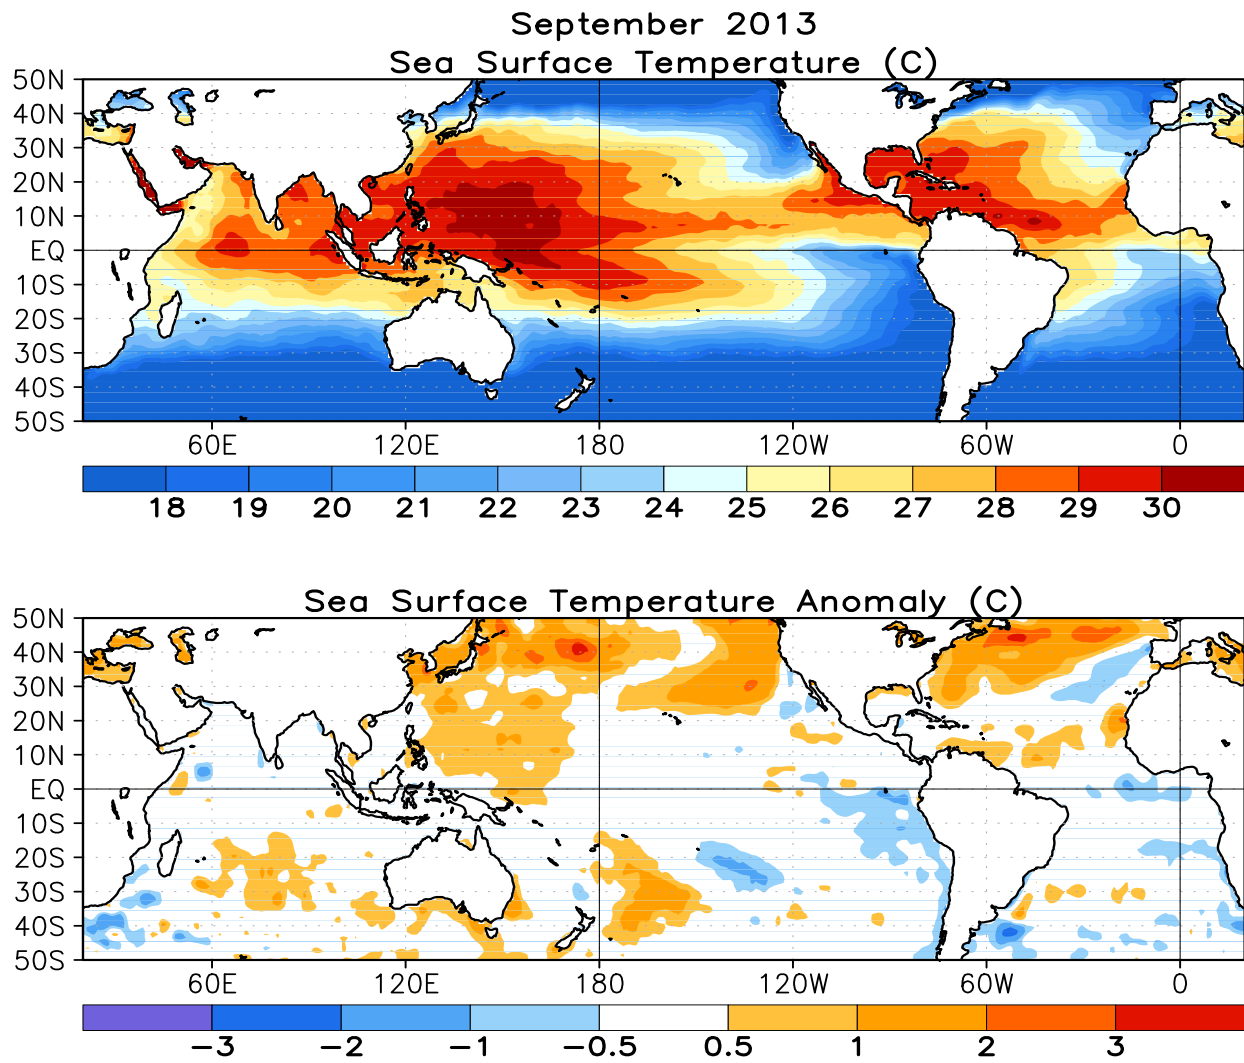 September 2013
Sea Surface Temperature (C)
50N
40N
30N
20N
10N
EQ
10S
20S
30S
40S
50S
60E 120E 180 120W 60W 0
18 19 20 21 22 23 24 25 26 27 28 29 30
Sea Surface Temperature Anomaly (C)
50N
40N
30N
20N
10N
EQ
10S
20S
30S
40S
50S
60E 120E 180 120W 60W 0
−3 −2 −1 −0.5 0.5 1 2 3